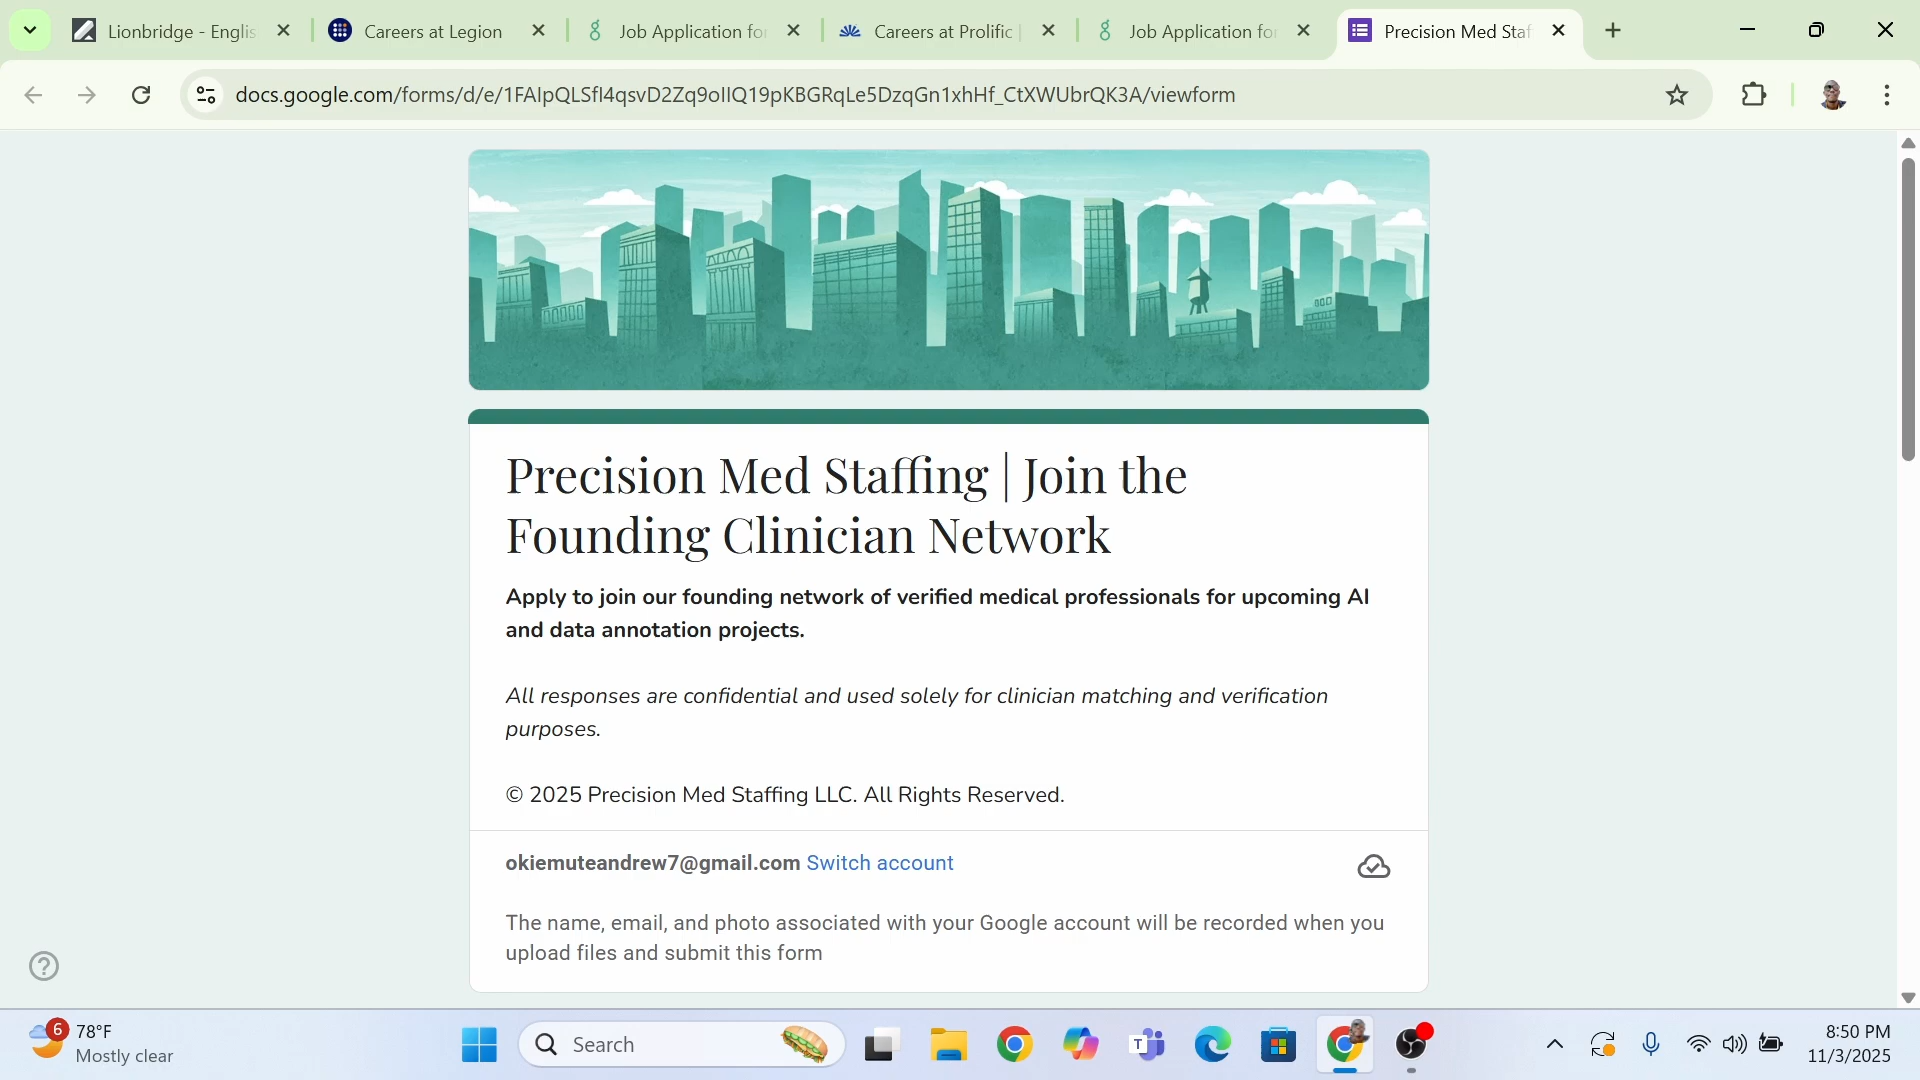 Lionbridge - Englis
Careers at Legion
Job Application for
Careers at Prolific |
Job Application for
Precision Med Staf
docs.google.com/forms/d/e/1FAIpQLSfI4qsvD2Zq9oIIQ19pKBGRqLe5DzqGn1xhHf_CtXWUbrQK3A/viewform
Precision Med Staffing | Join the
Founding Clinician Network
Apply to join our founding network of verified medical professionals for upcoming AI
and data annotation projects.
All responses are confidential and used solely for clinician matching and verification
purposes.
© 2025 Precision Med Staffing LLC. All Rights Reserved.
okiemuteandrew7@gmail.com Switch account
The name, email, and photo associated with your Google account will be recorded when you
upload files and submit this form
6
78°F
Mostly clear
Search
T
8:50 PM
11/3/2025